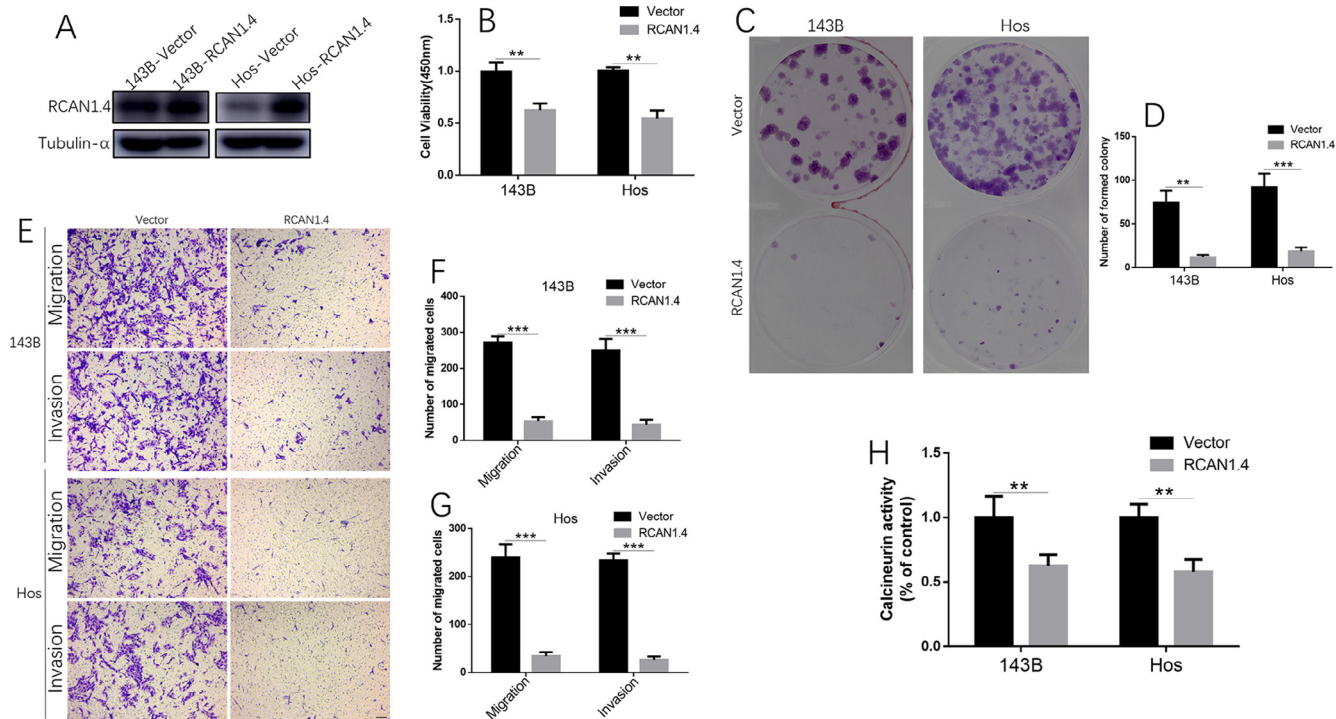 A
143B-Vector
143B-RCAN1.4
Hos-Vector
Hos-RCAN1.4
RCAN1.4
Tubulin-α
B
Vector
RCAN1.4
Cell Viability(450nm)
1.5
1.0
0.5
0.0
**
**
143B
Hos
C
143B
Hos
Vector
RCAN1.4
D
Vector
RCAN1.4
Number of formed colony
150
100
50
0
**
***
143B
Hos
E
Vector
RCAN1.4
143B
Migration
Invasion
Hos
Migration
Invasion
F
143B
Vector
RCAN1.4
Number of migrated cells
400
300
200
100
0
***
***
Migration
Invasion
G
Hos
Vector
RCAN1.4
Number of migrated cells
300
200
100
0
***
***
Migration
Invasion
H
Vector
RCAN1.4
Calcineurin activity
(% of control)
1.5
1.0
0.5
0.0
**
**
143B
Hos